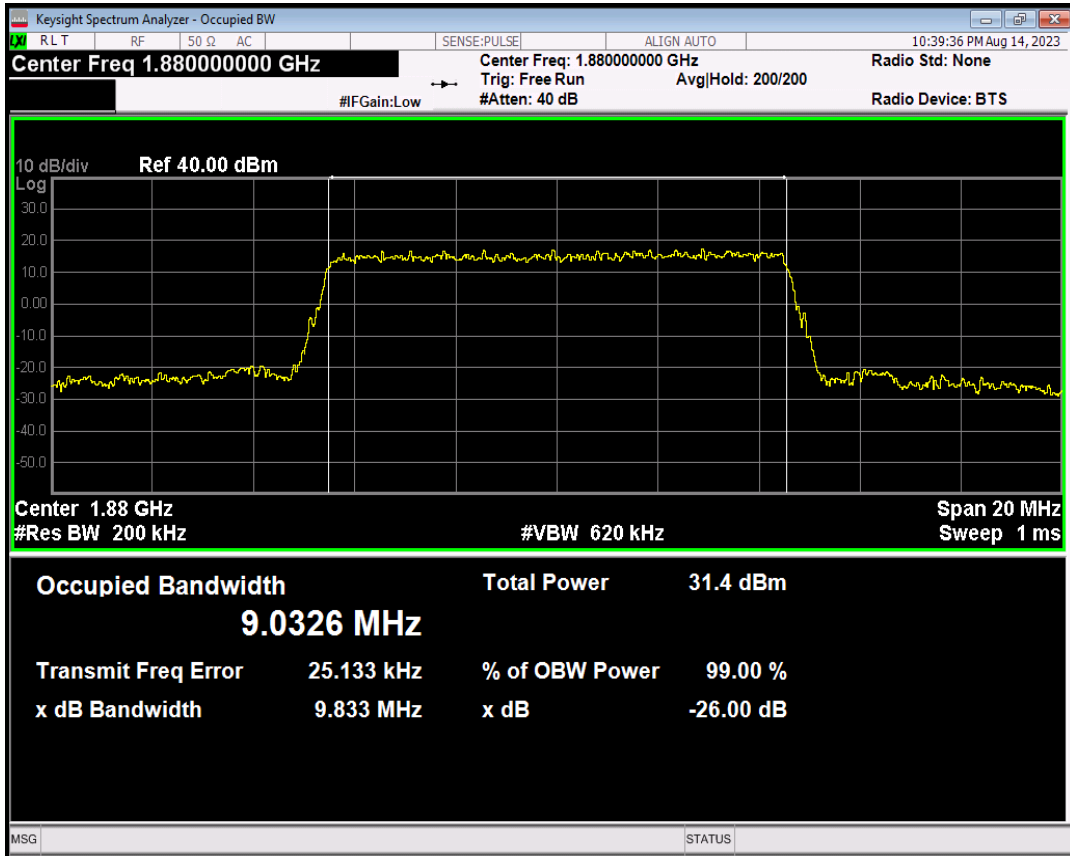 Keysight Spectrum Analyzer - Occupied BW
LXI RLT RF 50 Ω AC SENSE:PULSE ALIGN AUTO 10:39:36 PM Aug 14, 2023
Center Freq 1.880000000 GHz Center Freq: 1.880000000 GHz Radio Std: None
Trig: Free Run Avg|Hold: 200/200
#IFGain:Low #Atten: 40 dB Radio Device: BTS
10 dB/div Ref 40.00 dBm
Log
30.0
20.0
10.0
0.00
-10.0
-20.0
-30.0
-40.0
-50.0
Center 1.88 GHz Span 20 MHz
#Res BW 200 kHz #VBW 620 kHz Sweep 1 ms
Occupied Bandwidth Total Power 31.4 dBm
9.0326 MHz
Transmit Freq Error 25.133 kHz % of OBW Power 99.00 %
x dB Bandwidth 9.833 MHz x dB -26.00 dB
MSG STATUS